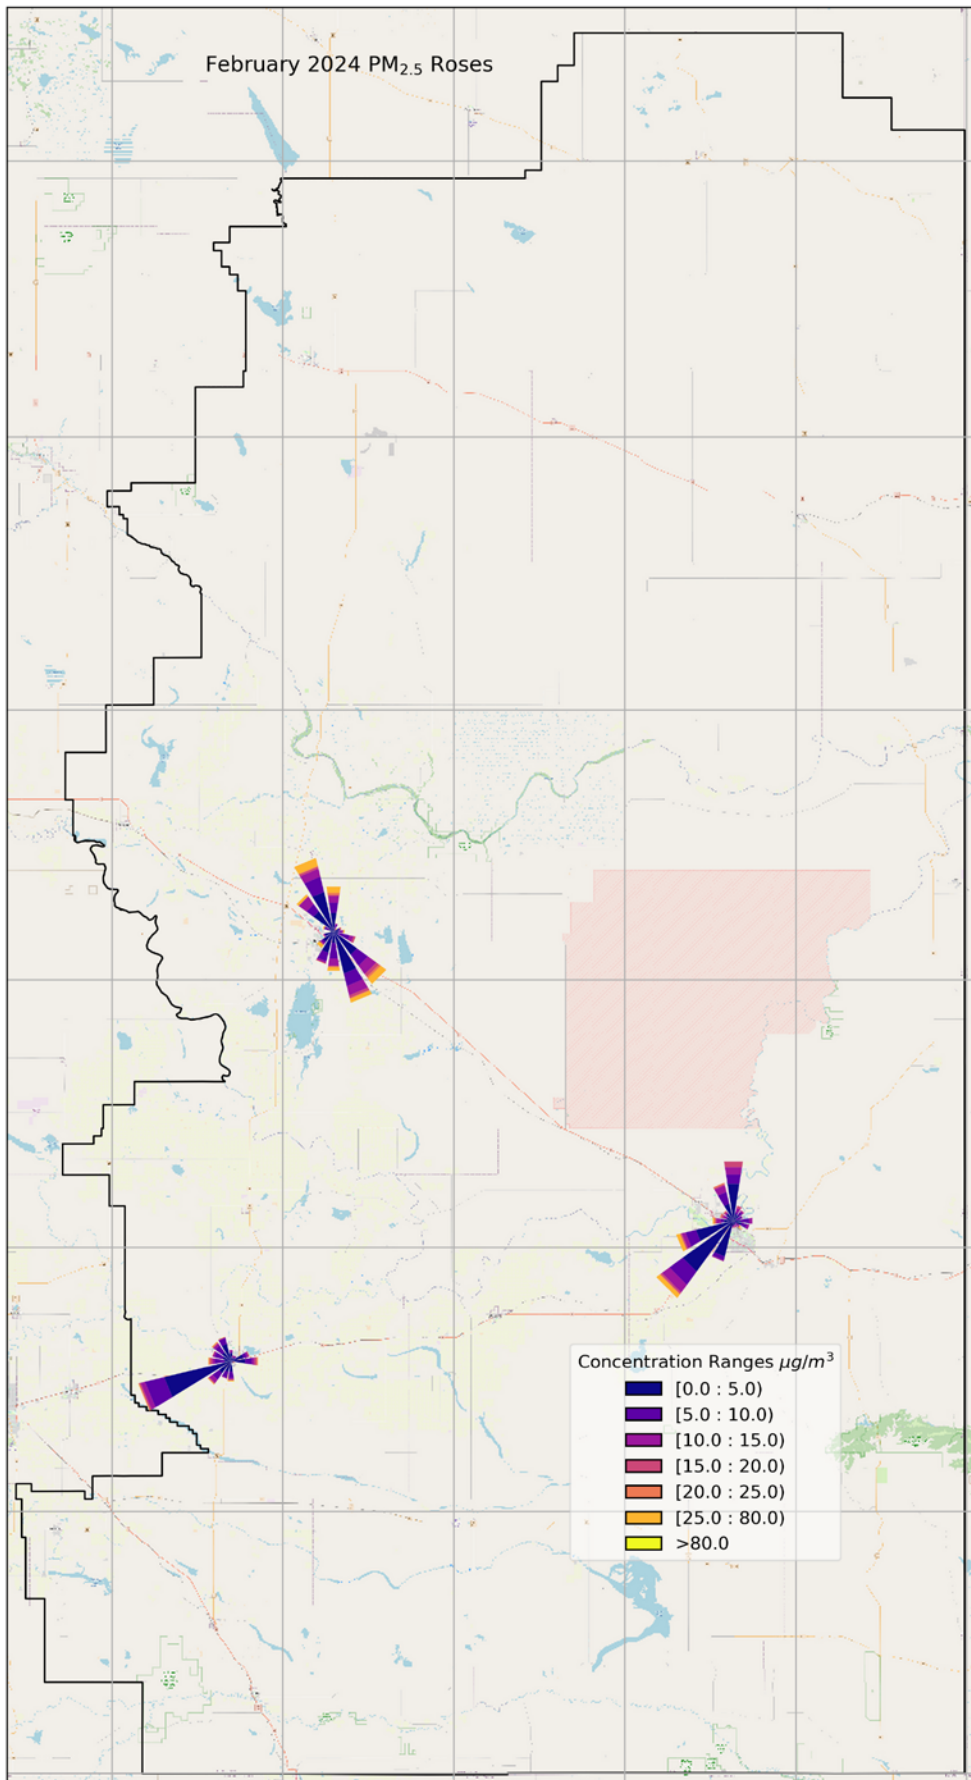 February 2024 PM₂.₅ Roses
Concentration Ranges μg/m³
[0.0 : 5.0)
[5.0 : 10.0)
[10.0 : 15.0)
[15.0 : 20.0)
[20.0 : 25.0)
[25.0 : 80.0)
>80.0